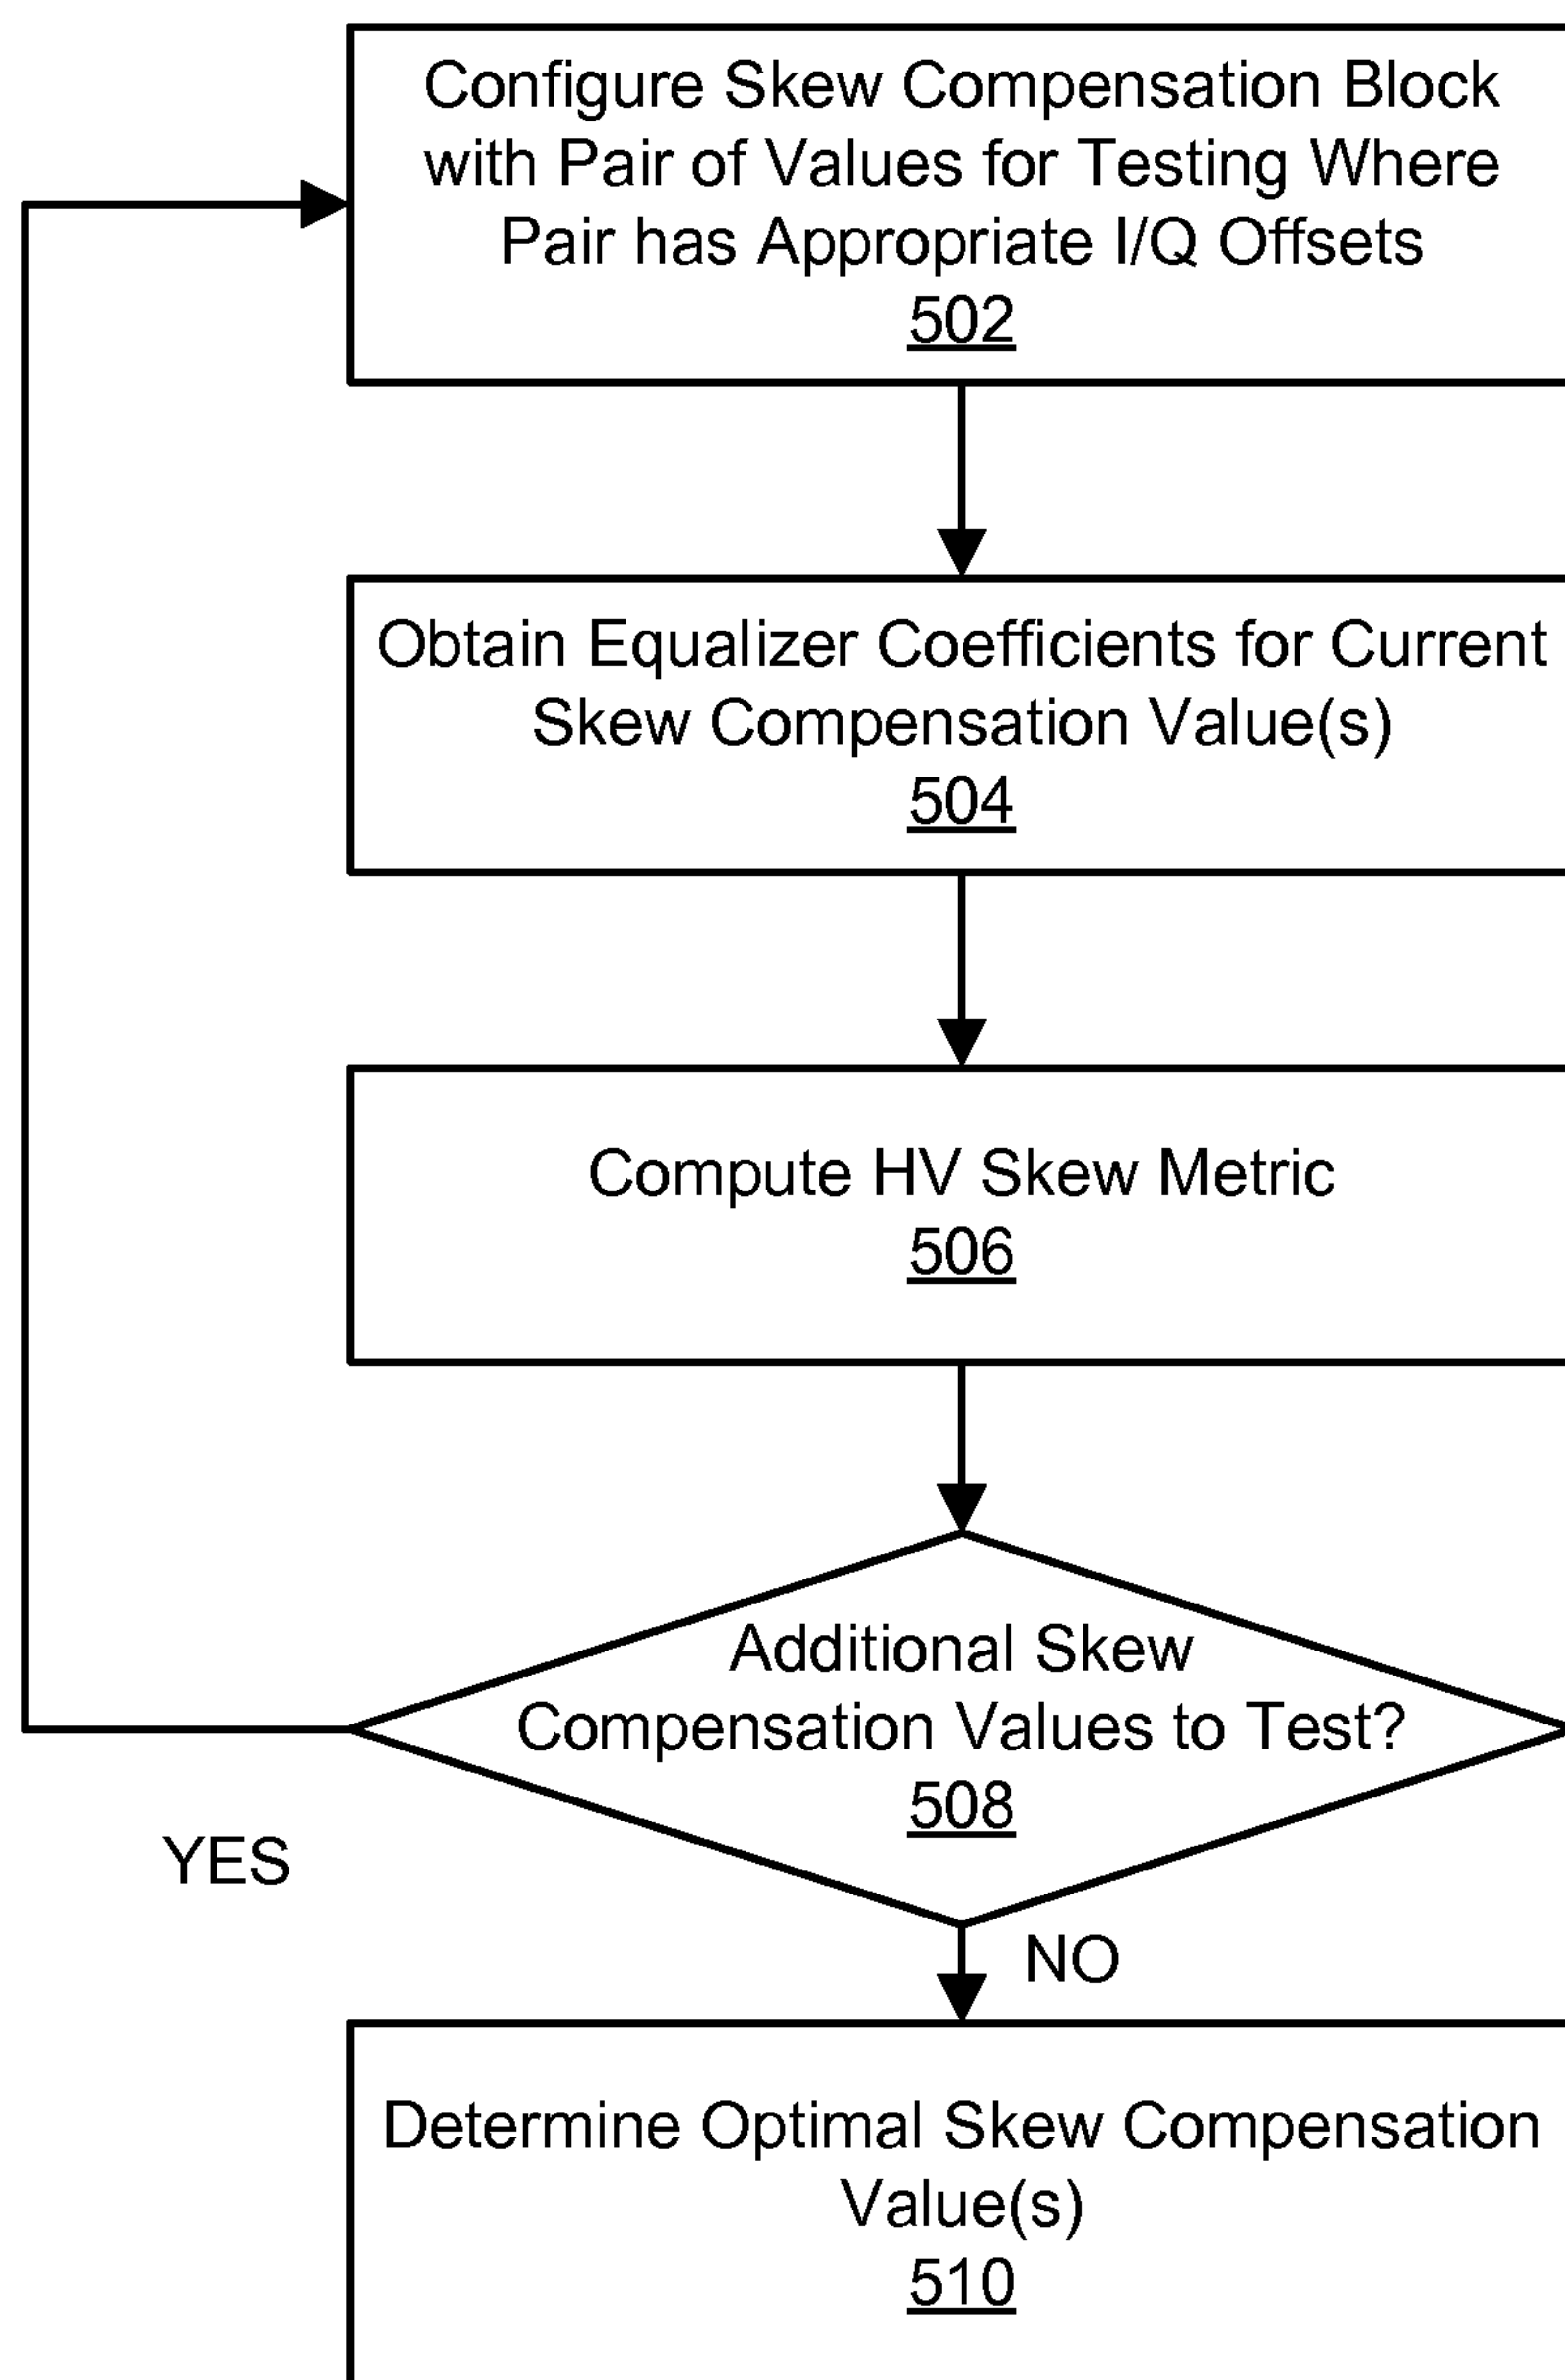 Configure Skew Compensation Block
with Pair of Values for Testing Where
Pair has Appropriate I/Q Offsets
502
Obtain Equalizer Coefficients for Current
Skew Compensation Value(s)
504
Compute HV Skew Metric
506
Additional Skew
Compensation Values to Test?
508
YES
NO
Determine Optimal Skew Compensation
Value(s)
510